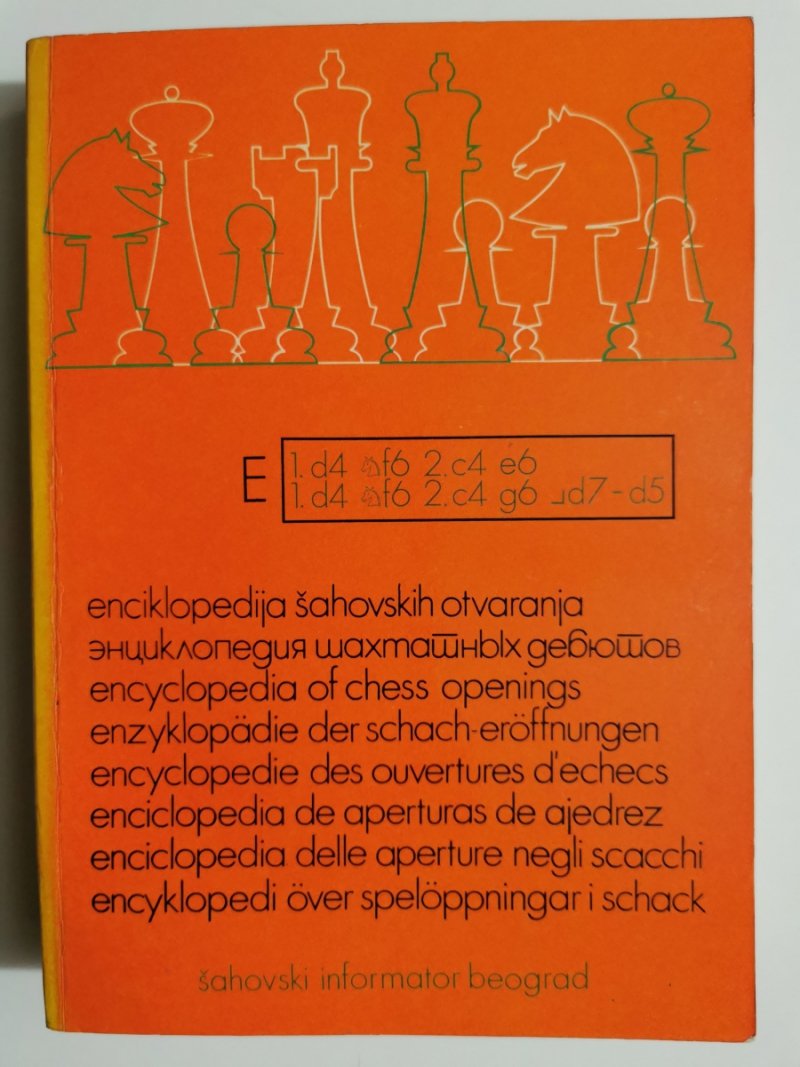 E
1. d4 ♘f6 2. c4 e6
1. d4 ♘f6 2. c4 g6 ⌟d7-d5
enciklopedija šahovskih otvaranja
энциклопедия шахматных дебютов
encyclopedia of chess openings
enzyklopädie der schach-eröffnungen
encyclopedie des ouvertures d'echecs
enciclopedia de aperturas de ajedrez
enciclopedia delle aperture negli scacchi
encyklopedi över spelöppningar i schack
šahovski informator beograd